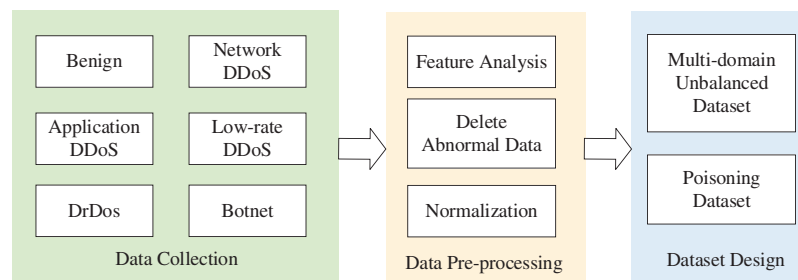 Benign
Network
DDoS
Application
DDoS
Low-rate
DDoS
DrDos
Botnet
Data Collection
Feature Analysis
Delete
Abnormal Data
Normalization
Data Pre-processing
Multi-domain
Unbalanced
Dataset
Poisoning
Dataset
Dataset Design